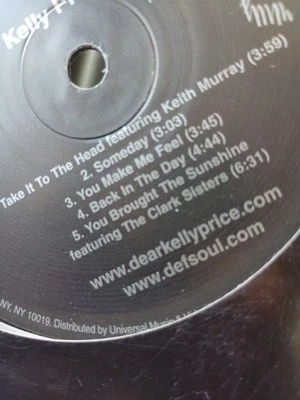 Kelly Pri
Take It To The Head featuring Keith Murray (3:59)
2. Someday (3:03)
3. You Make Me Feel (3:45)
4. Back In The Day (4:44)
5. You Brought The Sunshine
featuring The Clark Sisters (6:31)
www.dearkellyprice.com
www.defsoul.com
NY, NY 10019. Distributed by Universal Music &